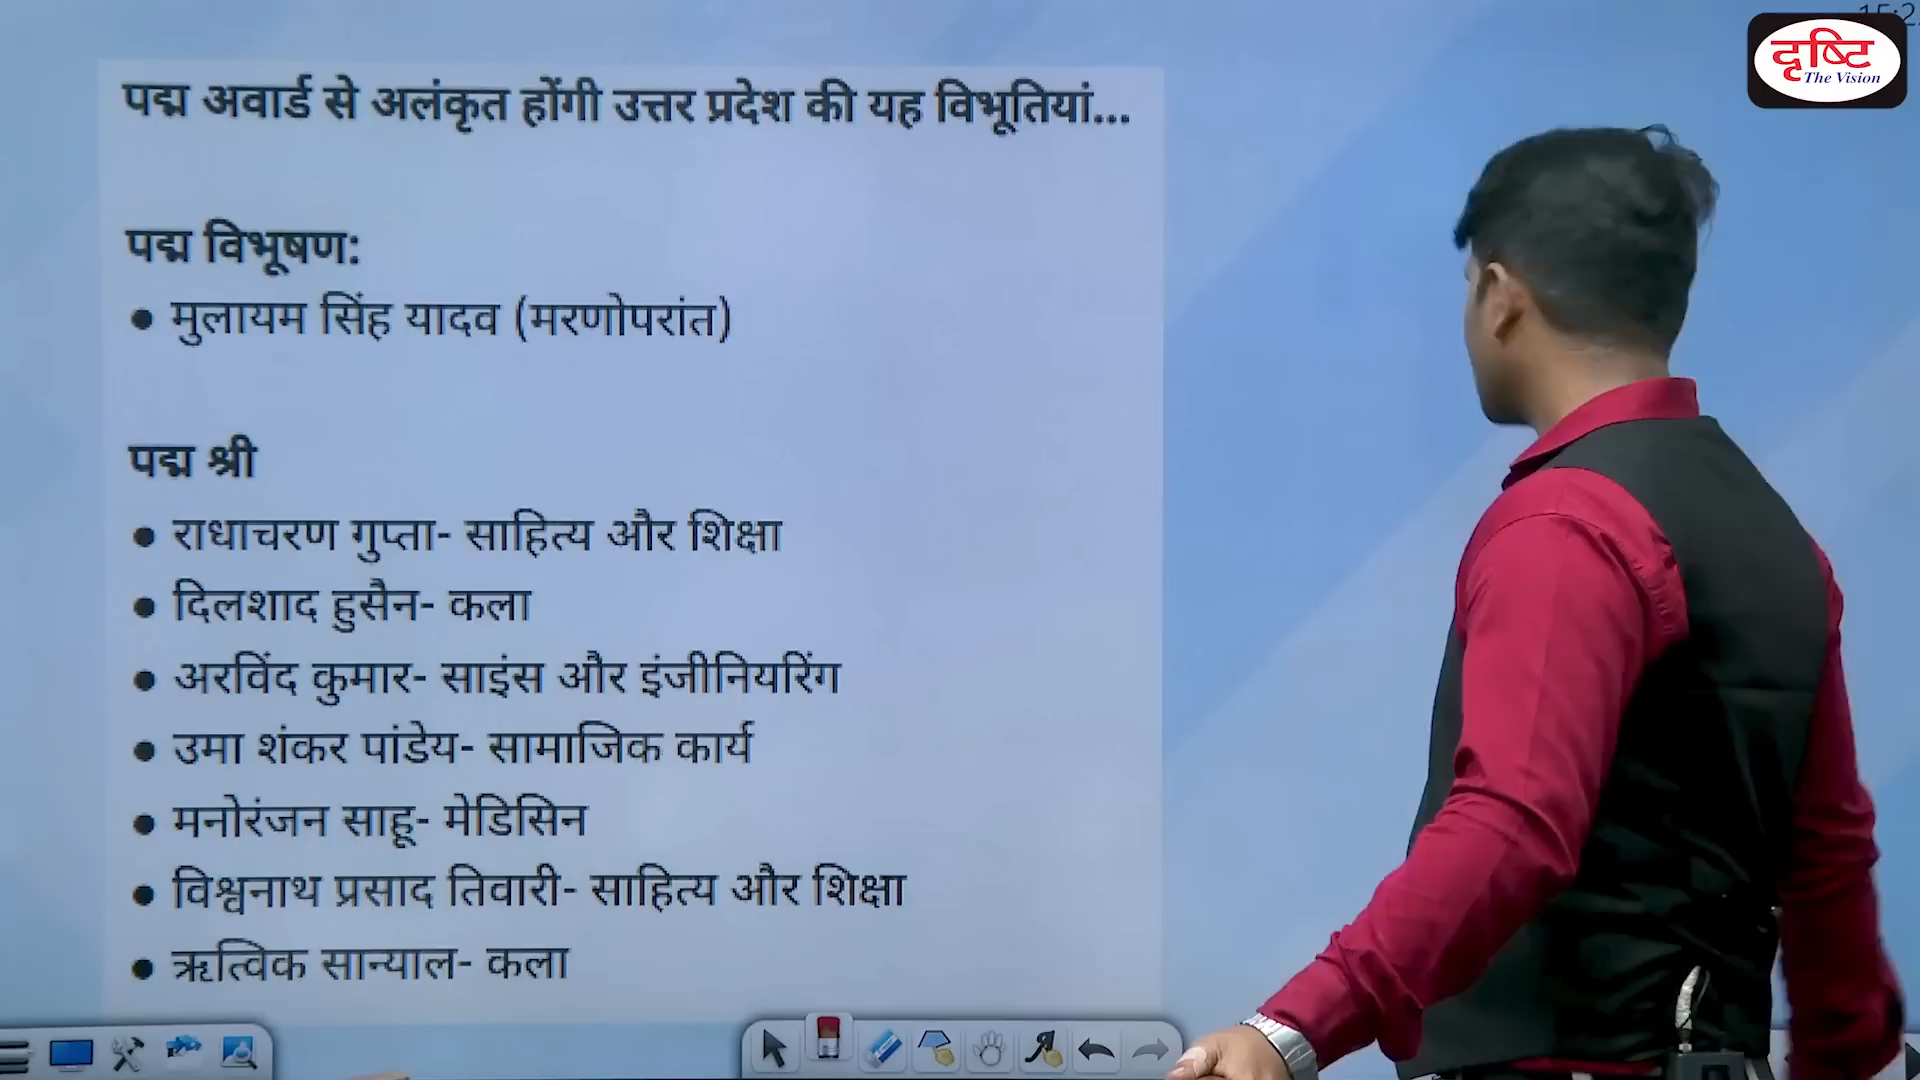 दृष्टि
The Vision
पद्म अवार्ड से अलंकृत होंगी उत्तर प्रदेश की यह विभूतियां...
पद्म विभूषण:
● मुलायम सिंह यादव (मरणोपरांत)
पद्म श्री
● राधाचरण गुप्ता- साहित्य और शिक्षा
● दिलशाद हुसैन- कला
● अरविंद कुमार- साइंस और इंजीनियरिंग
● उमा शंकर पांडेय- सामाजिक कार्य
● मनोरंजन साहू- मेडिसिन
● विश्वनाथ प्रसाद तिवारी- साहित्य और शिक्षा
● ऋत्विक सान्याल- कला